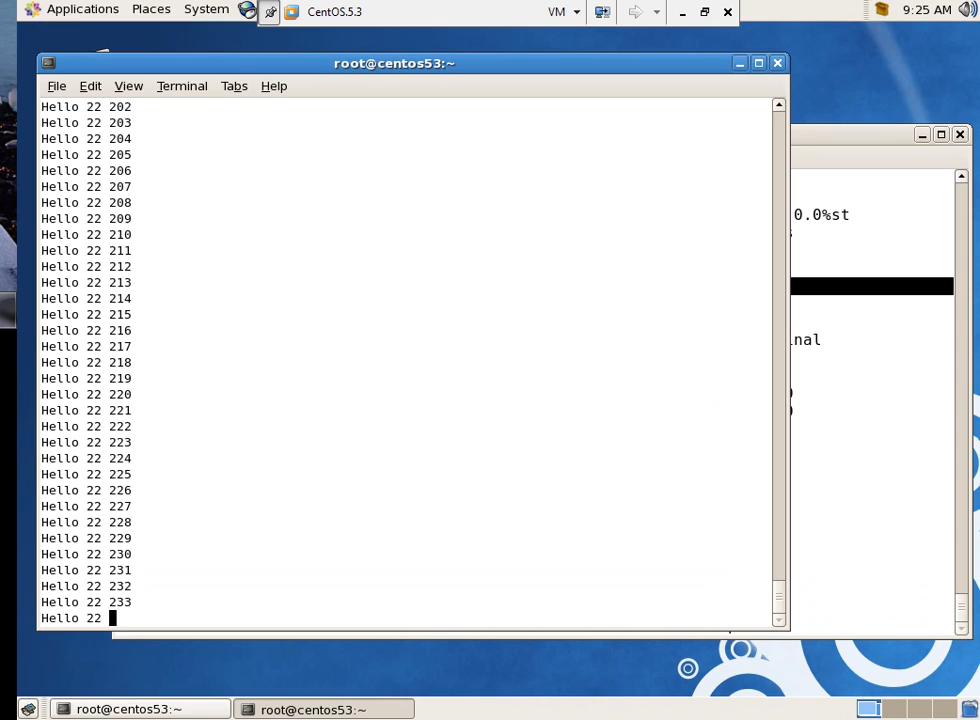 Applications Places System CentOS.5.3 VM 9:25 AM
root@centos53:~
File Edit View Terminal Tabs Help
Hello 22 202
Hello 22 203
Hello 22 204
Hello 22 205
Hello 22 206
Hello 22 207
Hello 22 208
Hello 22 209
Hello 22 210
Hello 22 211
Hello 22 212
Hello 22 213
Hello 22 214
Hello 22 215
Hello 22 216
Hello 22 217
Hello 22 218
Hello 22 219
Hello 22 220
Hello 22 221
Hello 22 222
Hello 22 223
Hello 22 224
Hello 22 225
Hello 22 226
Hello 22 227
Hello 22 228
Hello 22 229
Hello 22 230
Hello 22 231
Hello 22 232
Hello 22 233
Hello 22
0.0%st
nal
root@centos53:~ root@centos53:~